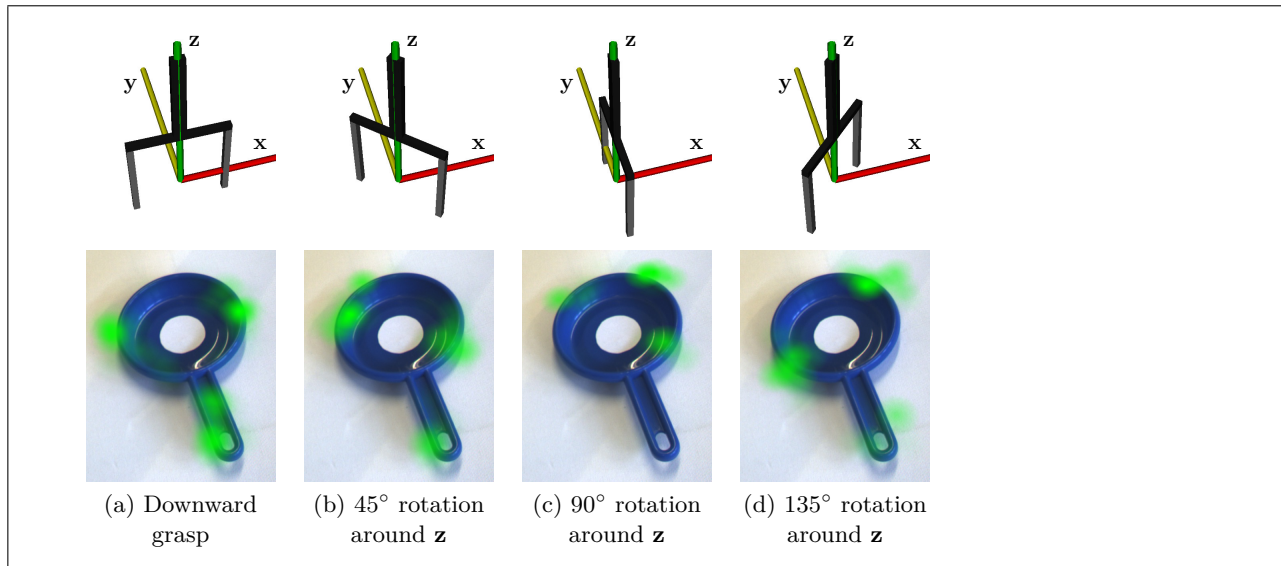 z z z z
y y y y
x x x x
(a) Downward (b) 45° rotation (c) 90° rotation (d) 135° rotation
grasp around z around z around z